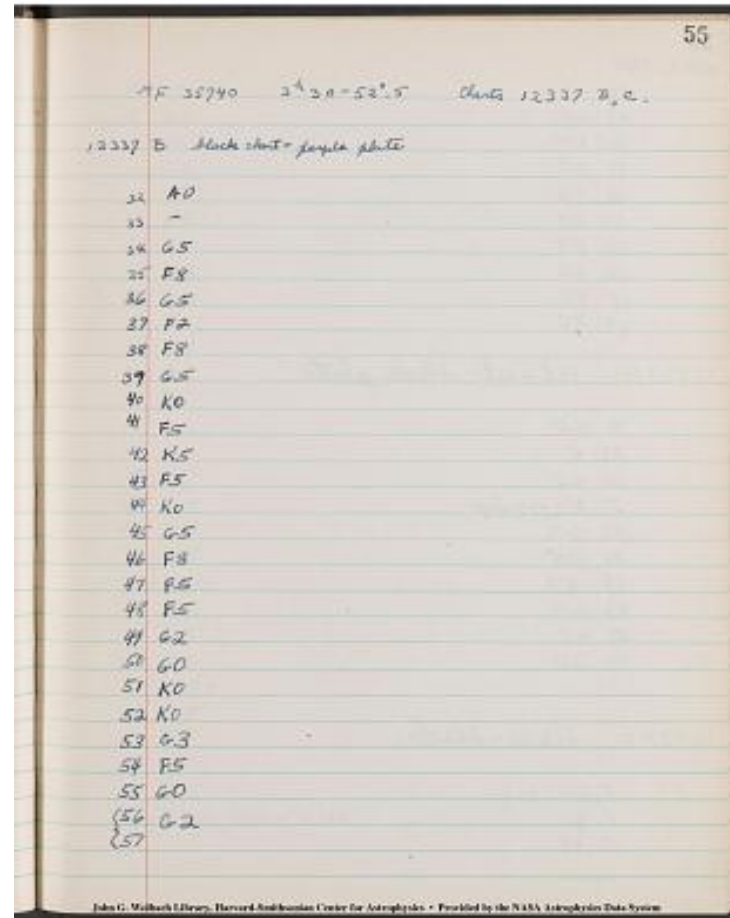 55
MF 35740 2h30-52°.5 Charts 12337 B, C.
12337 B black chart = purple plate
32 A0
33 -
34 G5
35 F8
36 G5
37 F2
38 F8
39 G5
40 K0
41 F5
42 K5
43 F5
44 K0
45 G5
46 F8
47 F5
48 F5
49 G2
50 G0
51 K0
52 K0
53 G3
54 F5
55 G0
{56 G2
{57
John G. Wolbach Library, Harvard-Smithsonian Center for Astrophysics • Provided by the NASA Astrophysics Data System